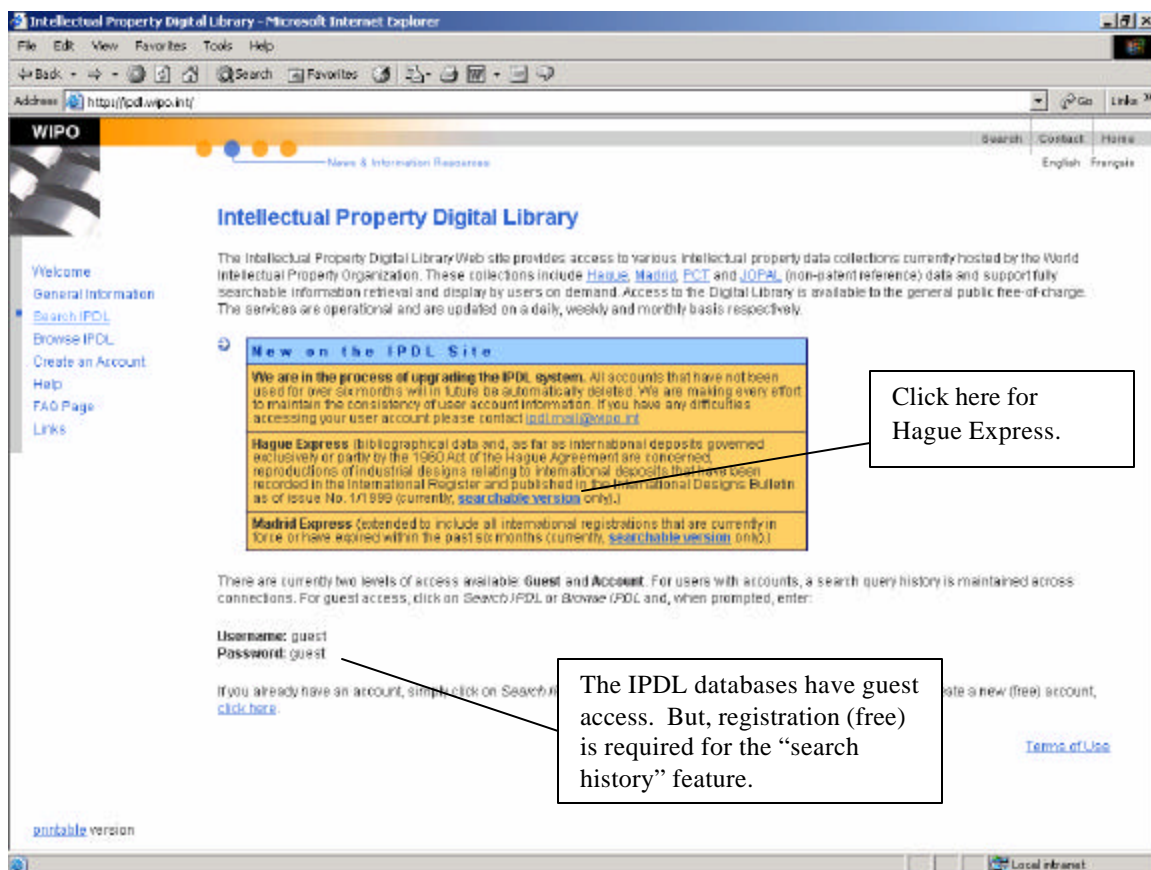 Intellectual Property Digital Library - Microsoft Internet Explorer
File Edit View Favorites Tools Help
Back Search Favorites
Address http://ipdl.wipo.int/ Go Links
WIPO
Search Contact Home
News & Information Resources
English Français
Intellectual Property Digital Library
Welcome
General Information
Search IPDL
Browse IPDL
Create an Account
Help
FAQ Page
Links
The Intellectual Property Digital Library Web site provides access to various intellectual property data collections currently hosted by the World
Intellectual Property Organization. These collections include Hague, Madrid, PCT and JOPAL (non-patent reference) data and support fully
searchable information retrieval and display by users on demand. Access to the Digital Library is available to the general public free-of-charge.
The services are operational and are updated on a daily, weekly and monthly basis respectively.
New on the IPDL Site
We are in the process of upgrading the IPDL system. All accounts that have not been
used for over six months will in future be automatically deleted. We are making every effort
to maintain the consistency of user account information. If you have any difficulties
accessing your user account please contact ipdl.mail@wipo.int
Hague Express (bibliographical data and, as far as international deposits governed
exclusively or partly by the 1960 Act of the Hague Agreement are concerned,
reproductions of industrial designs relating to international deposits that have been
recorded in the International Register and published in the International Designs Bulletin
as of issue No. 1/1999 (currently, searchable version only).)
Madrid Express (extended to include all international registrations that are currently in
force or have expired within the past six months (currently, searchable version only).)
Click here for
Hague Express.
There are currently two levels of access available: Guest and Account. For users with accounts, a search query history is maintained across
connections. For guest access, click on Search IPDL or Browse IPDL and, when prompted, enter:
Username: guest
Password: guest
If you already have an account, simply click on Search a new (free) account,
click here.
The IPDL databases have guest
access. But, registration (free)
is required for the “search
history” feature.
Terms of Use
printable version
Local intranet